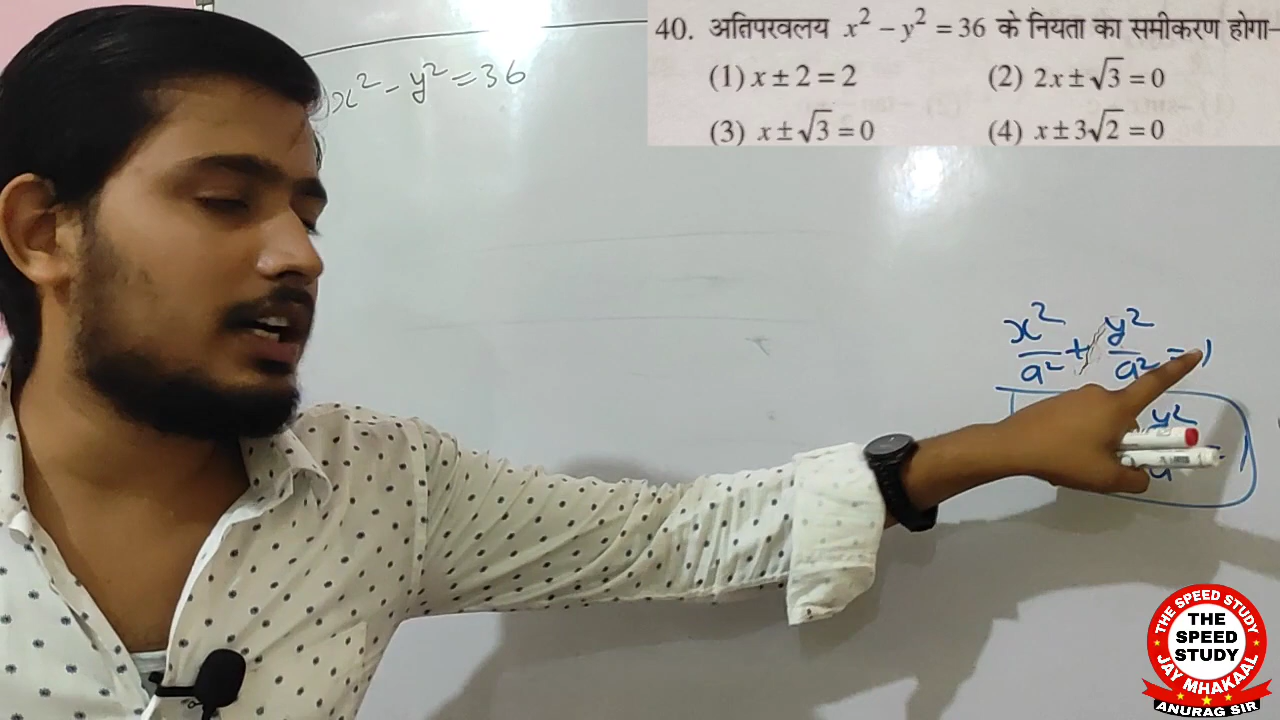 40. अतिपरवलय x² – y² = 36 के नियता का समीकरण होगा–
(1) x ± 2 = 2 (2) 2x ± √3 = 0
(3) x ± √3 = 0 (4) x ± 3√2 = 0
x² - y² = 36
x²/a² + y²/a² = 1
y²
THE SPEED STUDY
THE
SPEED
STUDY
JAY MHAKAAL
ANURAG SIR